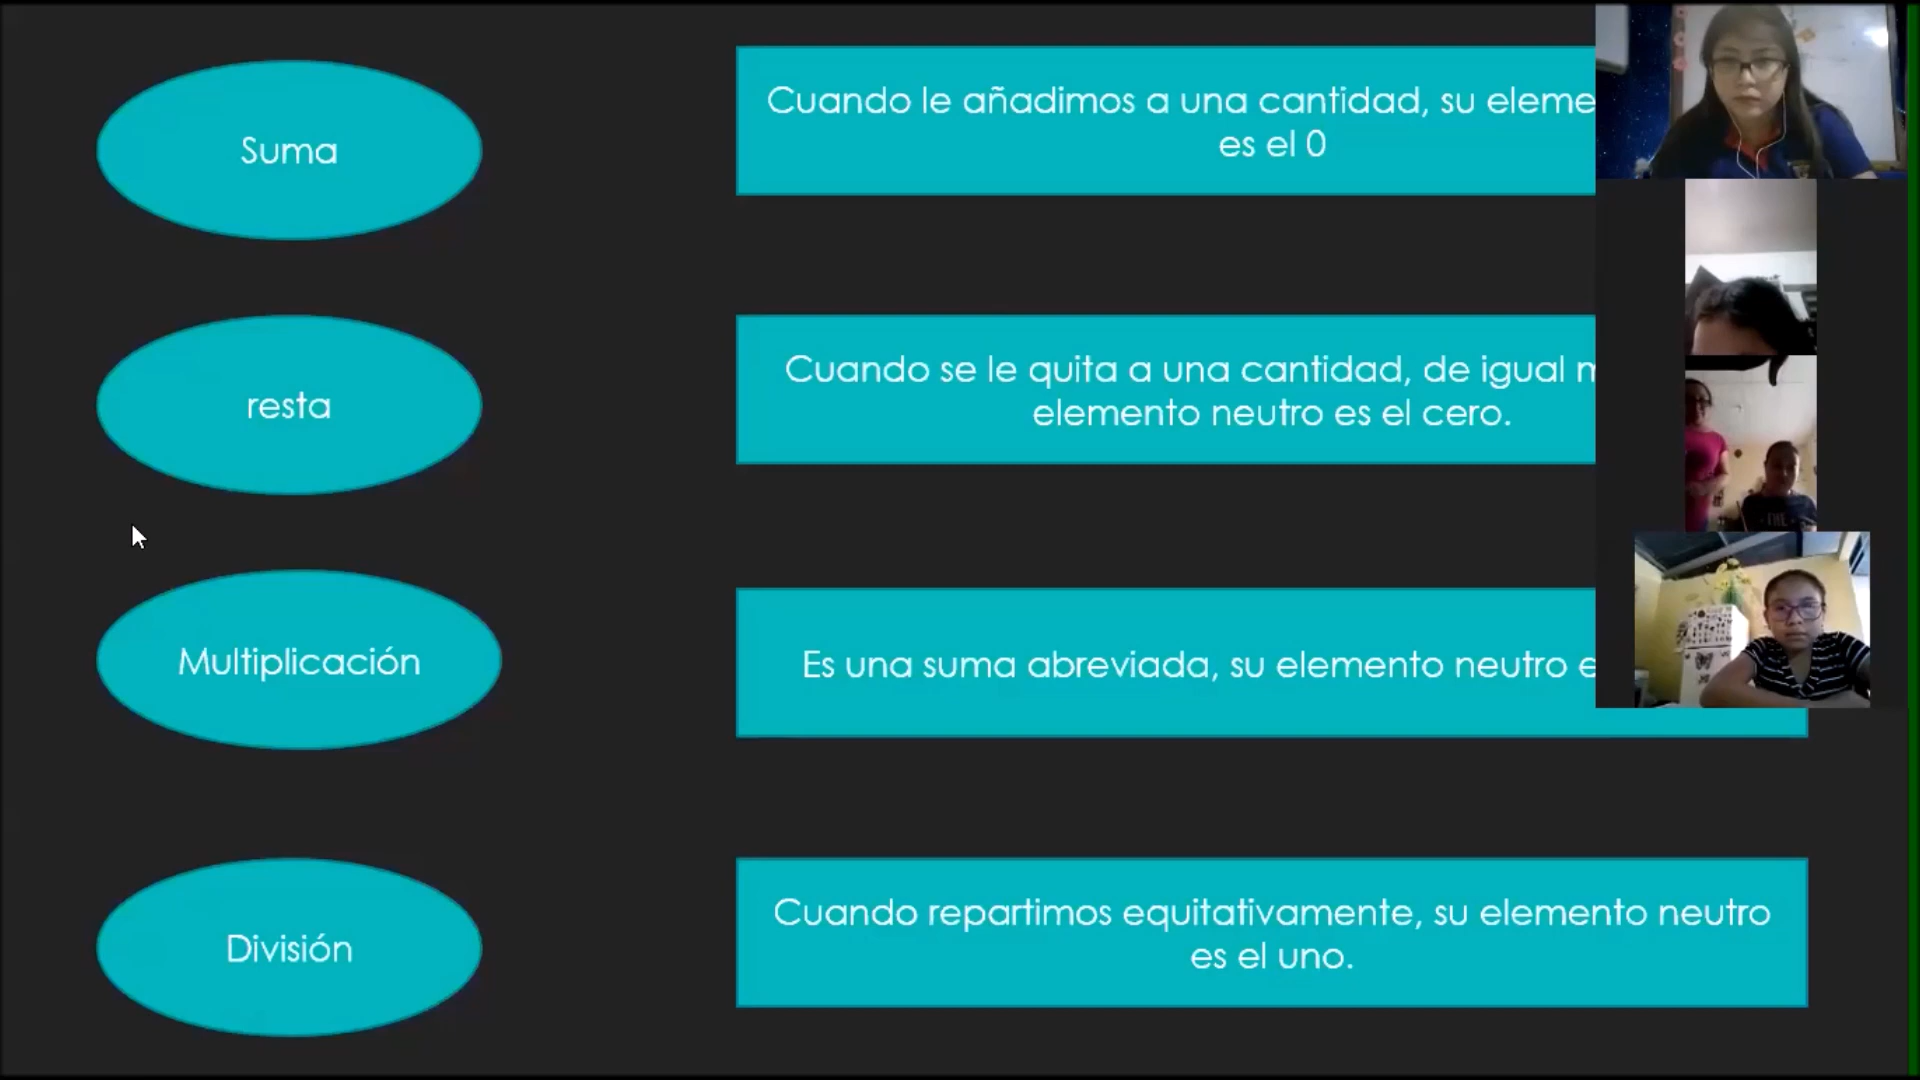 Suma
Cuando le añadimos a una cantidad, su
es el 0
resta
Cuando se le quita a una cantidad, de igual
elemento neutro es el cero.
Multiplicación
Es una suma abreviada, su elemento neutro
División
Cuando repartimos equitativamente, su elemento neutro
es el uno.
THE